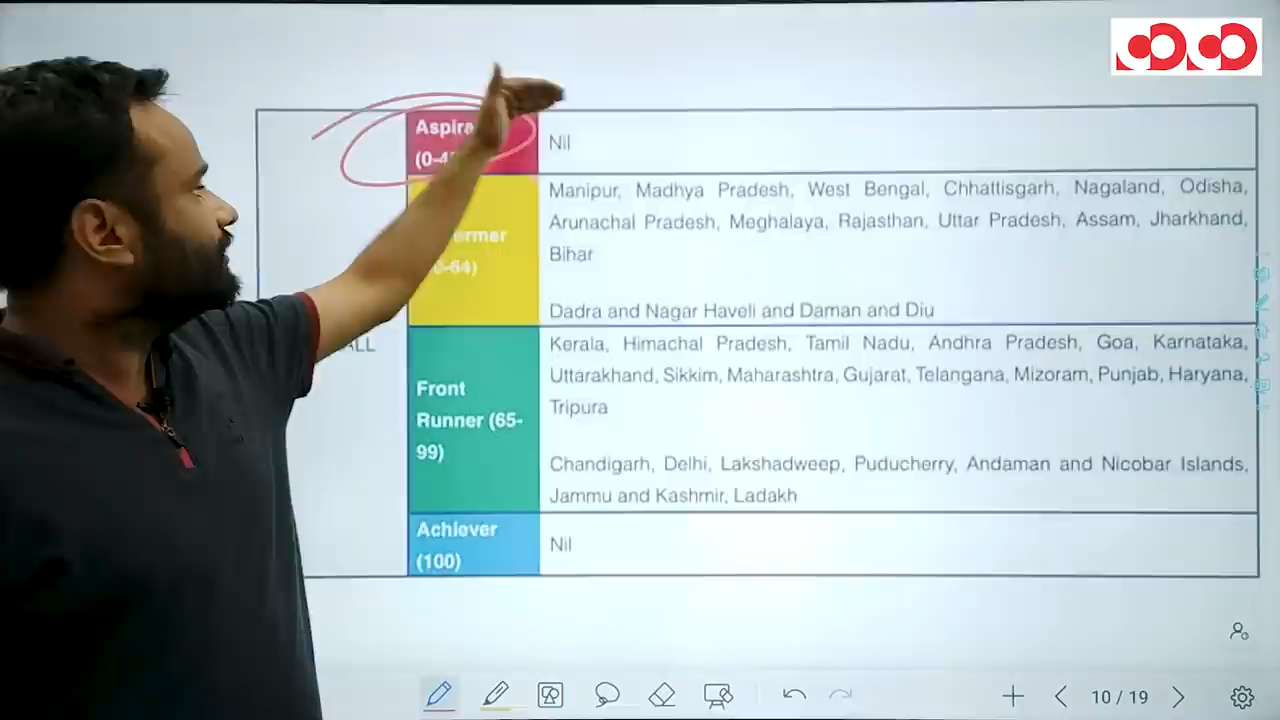 Aspira
(0-4
Nil
ermer
-64)
Manipur, Madhya Pradesh, West Bengal, Chhattisgarh, Nagaland, Odisha,
Arunachal Pradesh, Meghalaya, Rajasthan, Uttar Pradesh, Assam, Jharkhand,
Bihar
Dadra and Nagar Haveli and Daman and Diu
ALL
Front
Runner (65-
99)
Kerala, Himachal Pradesh, Tamil Nadu, Andhra Pradesh, Goa, Karnataka,
Uttarakhand, Sikkim, Maharashtra, Gujarat, Telangana, Mizoram, Punjab, Haryana,
Tripura
Chandigarh, Delhi, Lakshadweep, Puducherry, Andaman and Nicobar Islands,
Jammu and Kashmir, Ladakh
Achiever
(100)
Nil
10 / 19